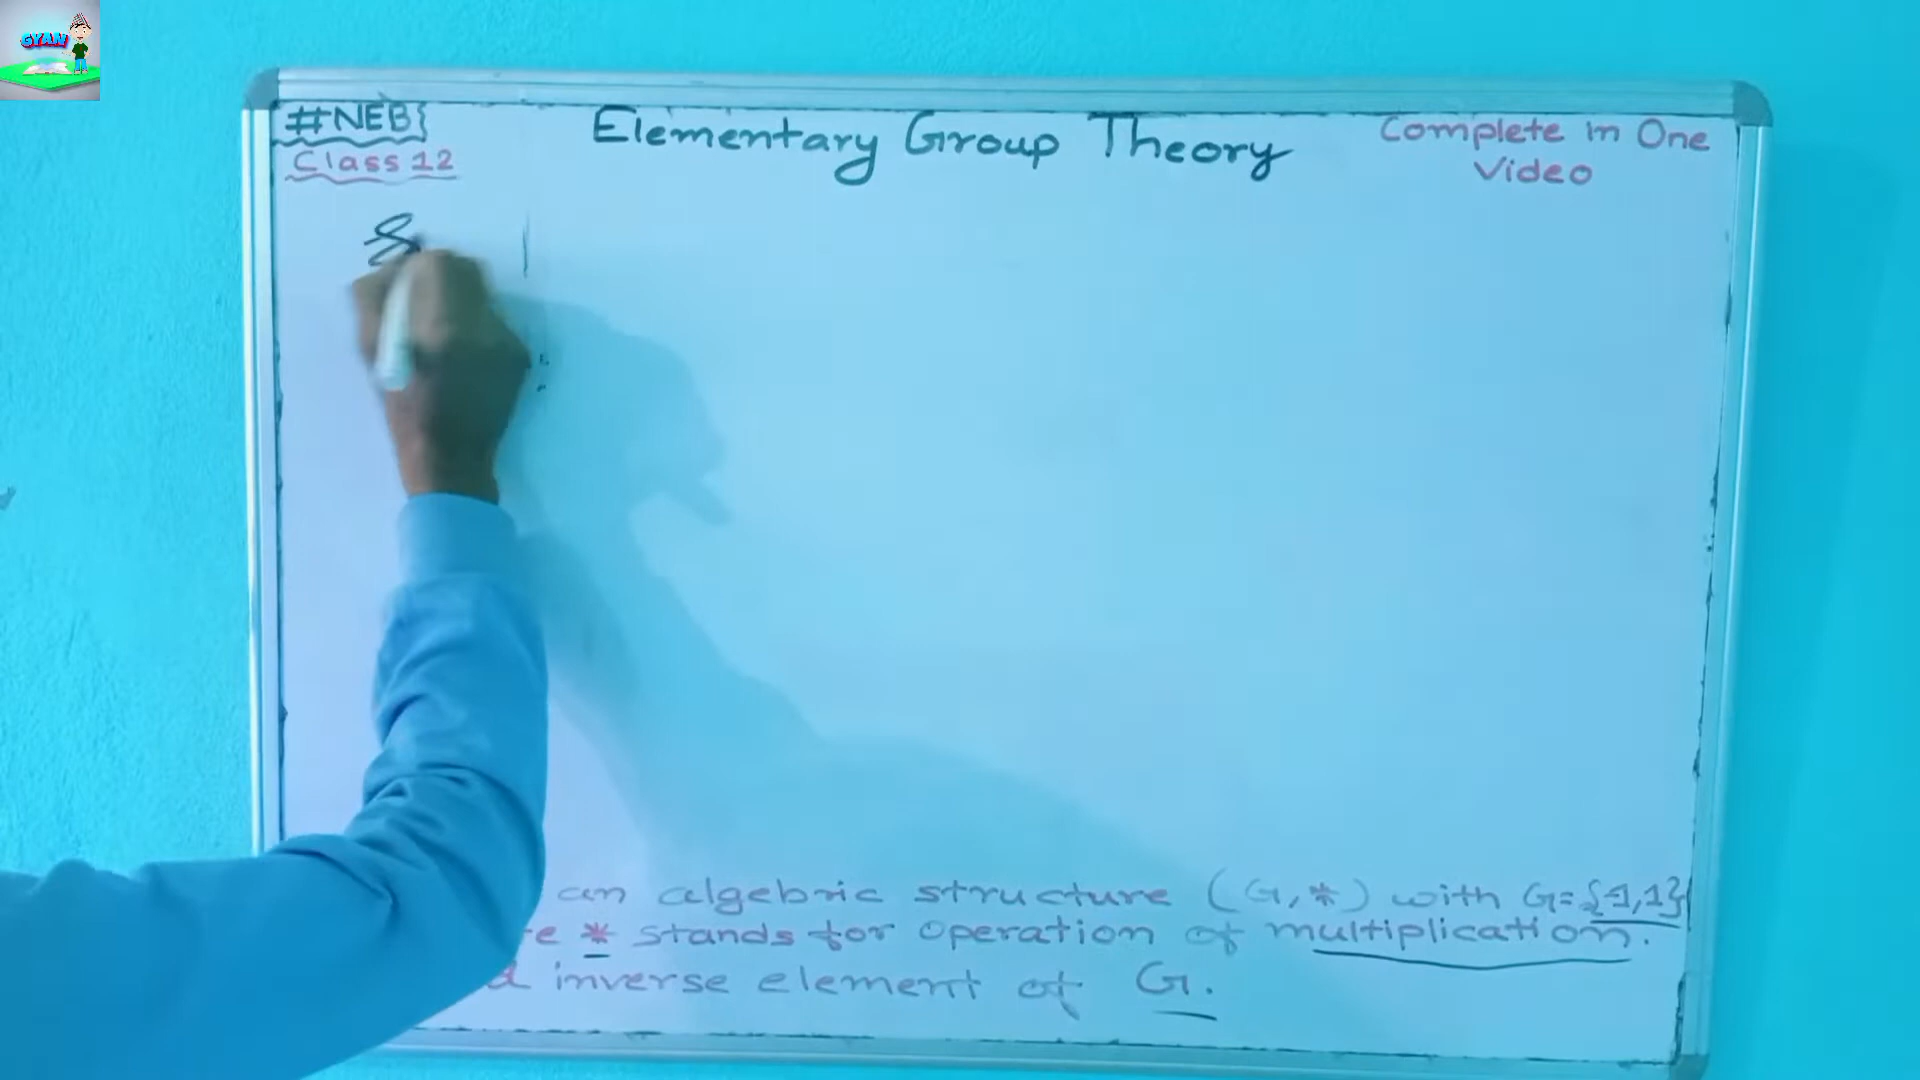 GYAN
#NEB{
Class 12
Elementary Group Theory
Complete in One
Video
an algebric structure (G,*) with G={-1,1}
* stands for operation of multiplication.
inverse element of G.